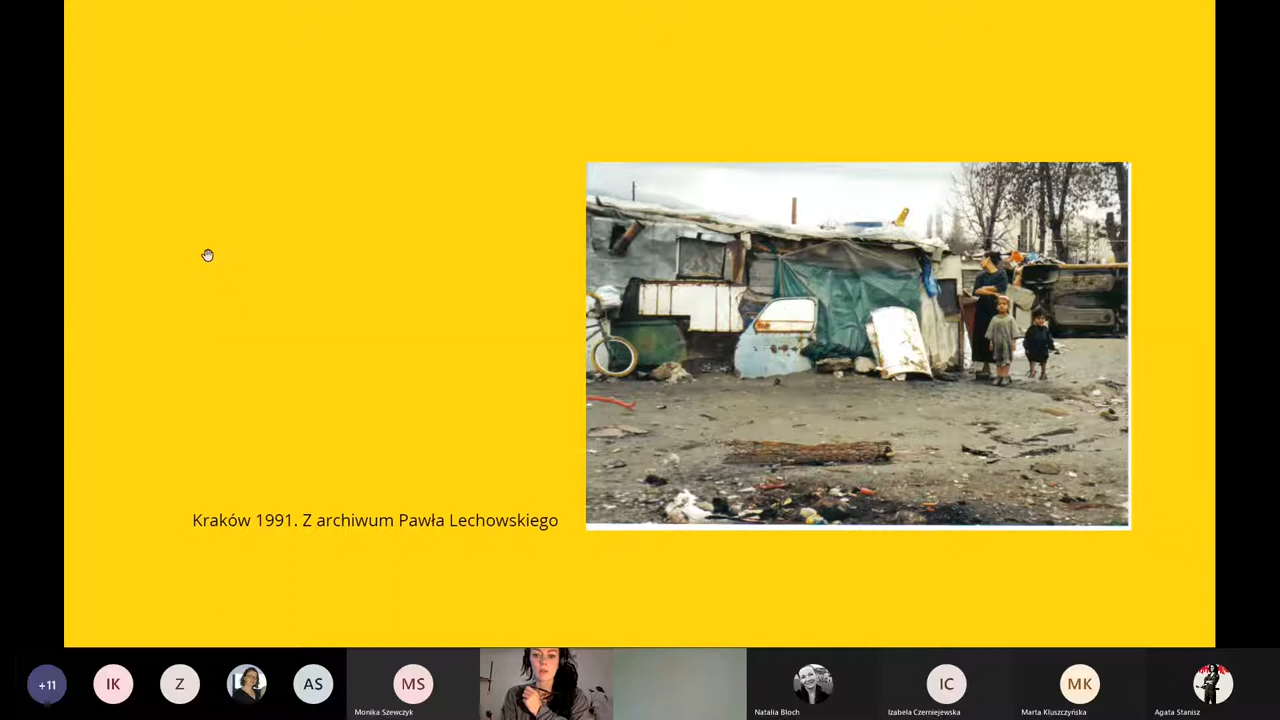 Kraków 1991. Z archiwum Pawła Lechowskiego
+11
IK
Z
AS
MS
Monika Szewczyk
Natalia Bloch
IC
Izabela Czerniejewska
MK
Marta Kluszczyńska
Agata Stanisz